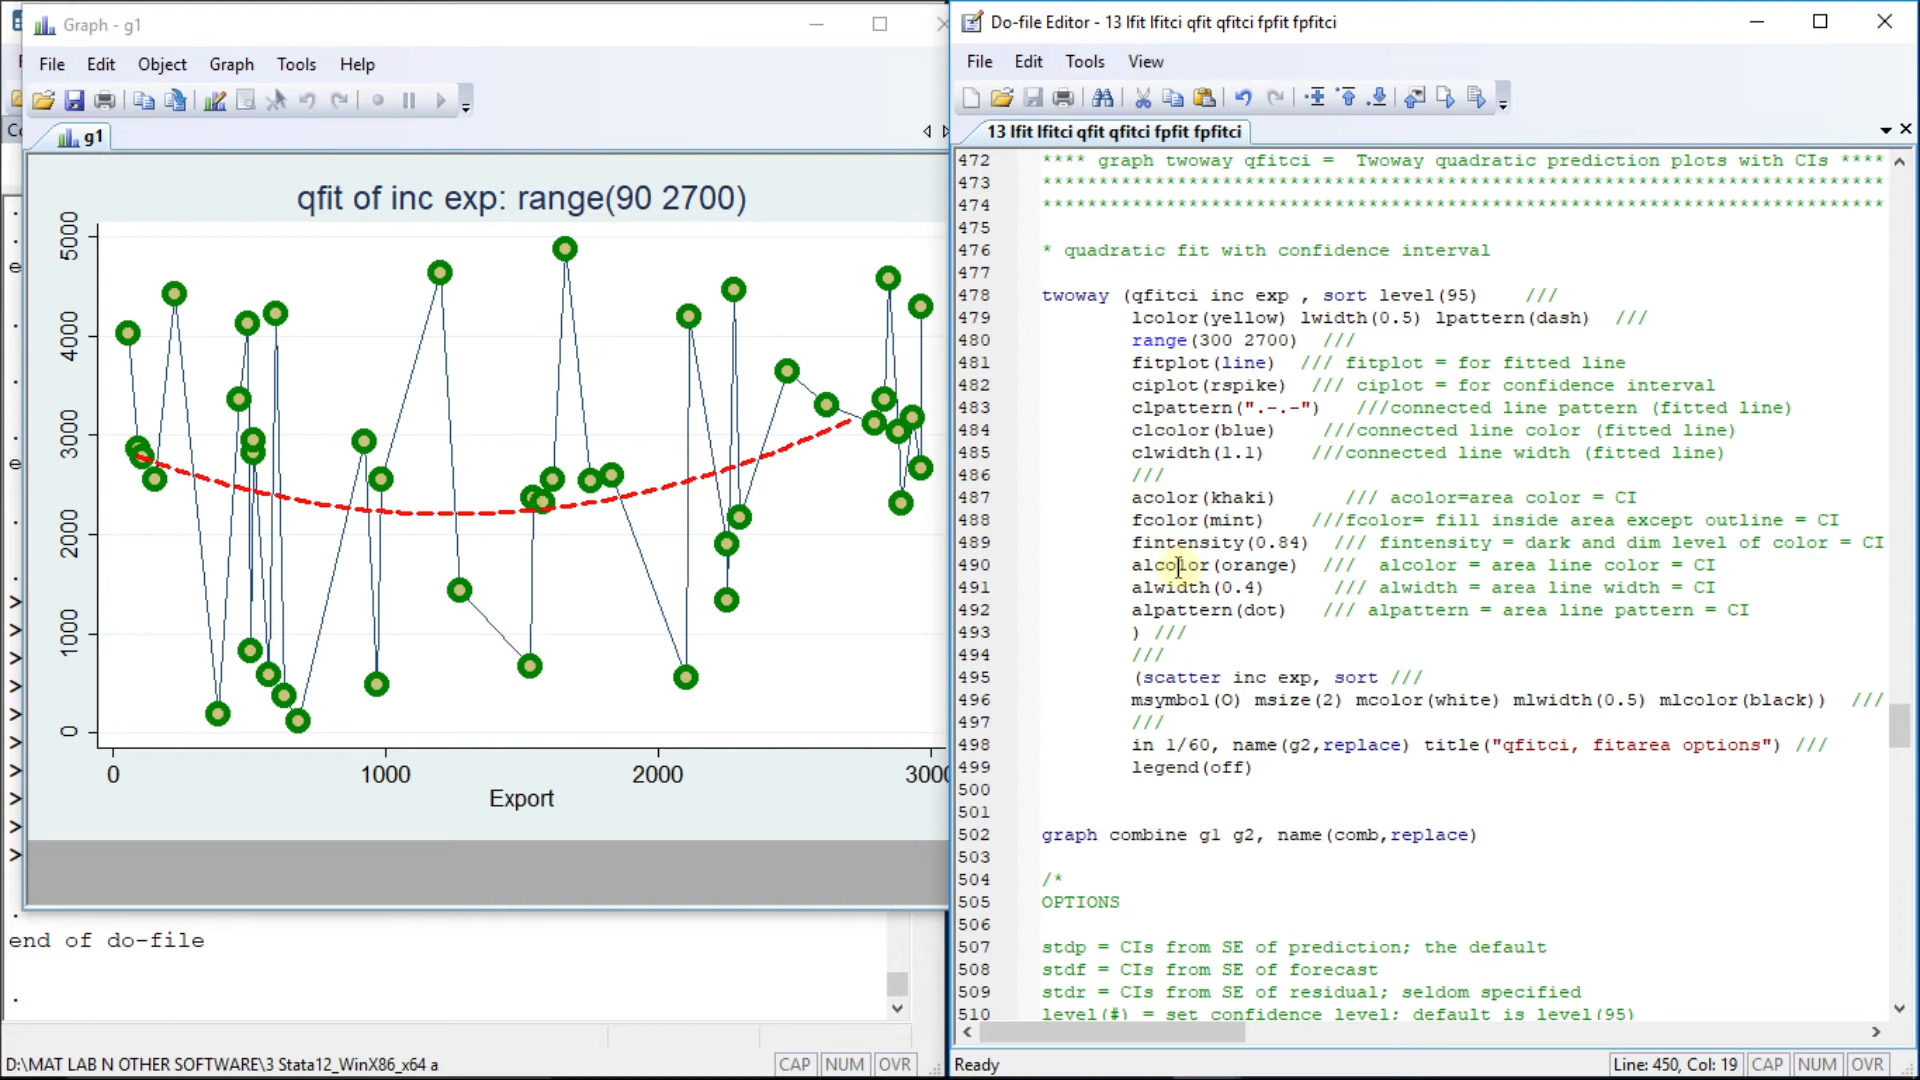 Graph - g1
File Edit Object Graph Tools Help
g1
qfit of inc exp: range(90 2700)
5000
4000
3000
2000
1000
0
0 1000 2000 3000
Export
end of do-file
.
D:\MAT LAB N OTHER SOFTWARE\3 Stata12_WinX86_x64 a
CAP NUM OVR
Do-file Editor - 13 lfit lfitci qfit qfitci fpfit fpfitci
File Edit Tools View
13 lfit lfitci qfit qfitci fpfit fpfitci
472 **** graph twoway qfitci = Twoway quadratic prediction plots with CIs ****
473 ***************************************************************************
474 ***************************************************************************
475
476 * quadratic fit with confidence interval
477
478 twoway (qfitci inc exp , sort level(95) ///
479 lcolor(yellow) lwidth(0.5) lpattern(dash) ///
480 range(300 2700) ///
481 fitplot(line) /// fitplot = for fitted line
482 ciplot(rspike) /// ciplot = for confidence interval
483 clpattern(".-.-") ///connected line pattern (fitted line)
484 clcolor(blue) ///connected line color (fitted line)
485 clwidth(1.1) ///connected line width (fitted line)
486 ///
487 acolor(khaki) /// acolor=area color = CI
488 fcolor(mint) ///fcolor= fill inside area except outline = CI
489 fintensity(0.84) /// fintensity = dark and dim level of color = CI
490 alcolor(orange) /// alcolor = area line color = CI
491 alwidth(0.4) /// alwidth = area line width = CI
492 alpattern(dot) /// alpattern = area line pattern = CI
493 ) ///
494 ///
495 (scatter inc exp, sort ///
496 msymbol(O) msize(2) mcolor(white) mlwidth(0.5) mlcolor(black)) ///
497 ///
498 in 1/60, name(g2,replace) title("qfitci, fitarea options") ///
499 legend(off)
500
501
502 graph combine g1 g2, name(comb,replace)
503
504 /*
505 OPTIONS
506
507 stdp = CIs from SE of prediction; the default
508 stdf = CIs from SE of forecast
509 stdr = CIs from SE of residual; seldom specified
510 level(#) = set confidence level; default is level(95)
Ready
Line: 450, Col: 19 CAP NUM OVR